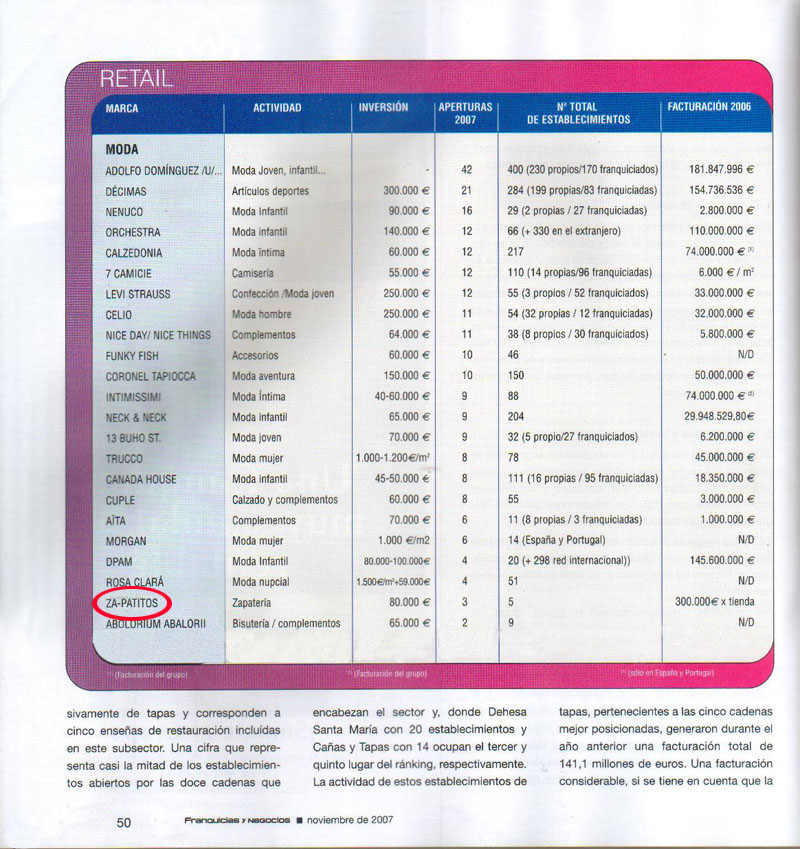 RETAIL
MARCA ACTIVIDAD INVERSIÓN APERTURAS 2007 Nº TOTAL DE ESTABLECIMIENTOS FACTURACIÓN 2006
MODA
ADOLFO DOMÍNGUEZ /U/... Moda Joven, infantil... - 42 400 (230 propios/170 franquiciados) 181.847.996 €
DÉCIMAS Artículos deportes 300.000 € 21 284 (199 propias/83 franquiciadas) 154.736.536 €
NENUCO Moda Infantil 90.000 € 16 29 (2 propias / 27 franquiciadas) 2.800.000 €
ORCHESTRA Moda infantil 140.000 € 12 66 (+ 330 en el extranjero) 110.000.000 €
CALZEDONIA Moda íntima 60.000 € 12 217 74.000.000 € (1)
7 CAMICIE Camisería 55.000 € 12 110 (14 propias/96 franquiciadas) 6.000 € / m²
LEVI STRAUSS Confección /Moda joven 250.000 € 12 55 (3 propios / 52 franquiciados) 33.000.000 €
CELIO Moda hombre 250.000 € 11 54 (32 propias / 12 franquiciadas) 32.000.000 €
NICE DAY/ NICE THINGS Complementos 64.000 € 11 38 (8 propios / 30 franquiciados) 5.800.000 €
FUNKY FISH Accesorios 60.000 € 10 46 N/D
CORONEL TAPIOCCA Moda aventura 150.000 € 10 150 50.000.000 €
INTIMISSIMI Moda Íntima 40-60.000 € 9 88 74.000.000 € (2)
NECK & NECK Moda infantil 65.000 € 9 204 29.948.529,80€
13 BUHO ST. Moda joven 70.000 € 9 32 (5 propio/27 franquiciados) 6.200.000 €
TRUCCO Moda mujer 1.000-1.200€/m² 8 78 45.000.000 €
CANADA HOUSE Moda infantil 45-50.000 € 8 111 (16 propias / 95 franquiciadas) 18.350.000 €
CUPLE Calzado y complementos 60.000 € 8 55 3.000.000 €
AÏTA Complementos 70.000 € 6 11 (8 propias / 3 franquicias) 1.000.000 €
MORGAN Moda mujer 1.000 €/m2 6 14 (España y Portugal) N/D
DPAM Moda Infantil 80.000-100.000€ 4 20 (+ 298 red internacional)) 145.600.000 €
ROSA CLARÁ Moda nupcial 1.500€/m²+59.000€ 4 51 N/D
ZA-PATITOS Zapatería 80.000 € 3 5 300.000€ x tienda
ABOLORIUM ABALORII Bisutería / complementos 65.000 € 2 9 N/D
(Facturación del grupo) (Facturación del grupo) (sólo en España y Portugal)
sivamente de tapas y corresponden a
cinco enseñas de restauración incluidas
en este subsector. Una cifra que repre-
senta casi la mitad de los establecimien-
tos abiertos por las doce cadenas que
encabezan el sector y, donde Dehesa
Santa María con 20 establecimientos y
Cañas y Tapas con 14 ocupan el tercer y
quinto lugar del ránking, respectivamente.
La actividad de estos establecimientos de
tapas, pertenecientes a las cinco cadenas
mejor posicionadas, generaron durante el
año anterior una facturación total de
141,1 millones de euros. Una facturación
considerable, si se tiene en cuenta que la
50 Franquicias y Negocios ■ noviembre de 2007